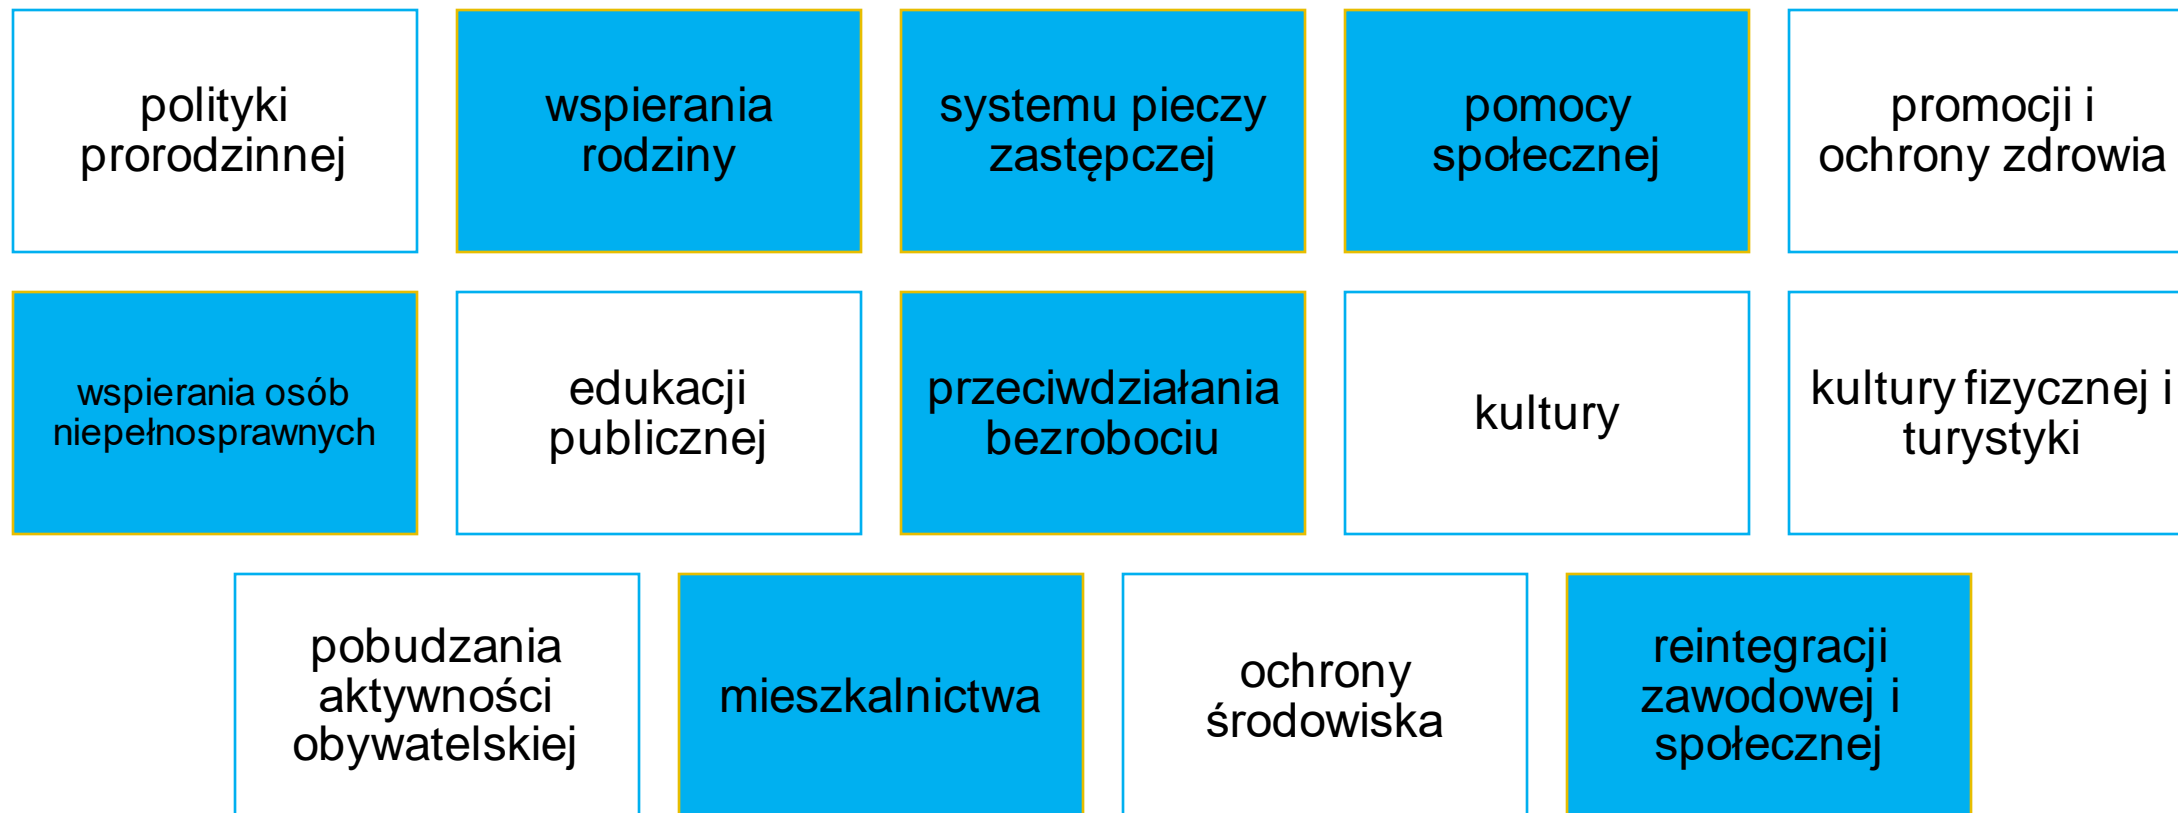 polityki
prorodzinnej
wspierania
rodziny
systemu pieczy
zastępczej
pomocy
społecznej
promocji i
ochrony zdrowia
wspierania osób
niepełnosprawnych
edukacji
publicznej
przeciwdziałania
bezrobociu
kultury
kultury fizycznej i
turystyki
pobudzania
aktywności
obywatelskiej
mieszkalnictwa
ochrony
środowiska
reintegracji
zawodowej i
społecznej